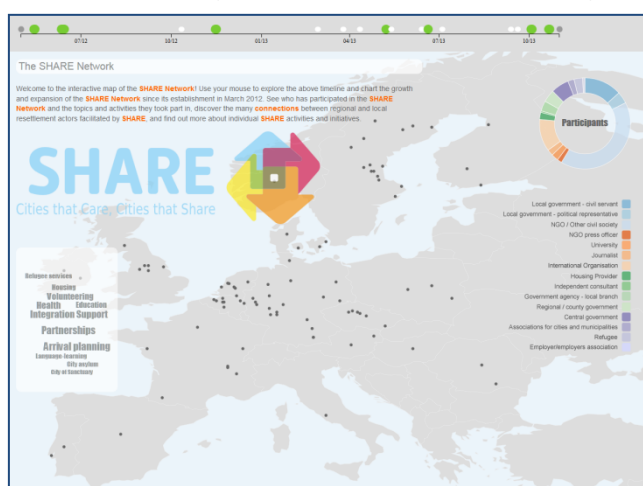 07/12 10/12 01/13 04/13 07/13 10/13
The SHARE Network
Welcome to the interactive map of the SHARE Network! Use your mouse to explore the above timeline and chart the growth
and expansion of the SHARE Network since its establishment in March 2012. See who has participated in the SHARE
Network and the topics and activities they took part in, discover the many connections between regional and local
resettlement actors facilitated by SHARE, and find out more about individual SHARE activities and initiatives.
Participants
SHARE
Cities that Care, Cities that Share
Local government - civil servant
Local government - political representative
NGO / Other civil society
NGO press officer
University
Journalist
International Organisation
Housing Provider
Independent consultant
Government agency - local branch
Regional / county government
Central government
Associations for cities and municipalities
Refugee
Employer/employers association
Refugee services
Housing
Volunteering
Health Education
Integration Support
Partnerships
Arrival planning
Language-learning
City asylum
City of Sanctuary